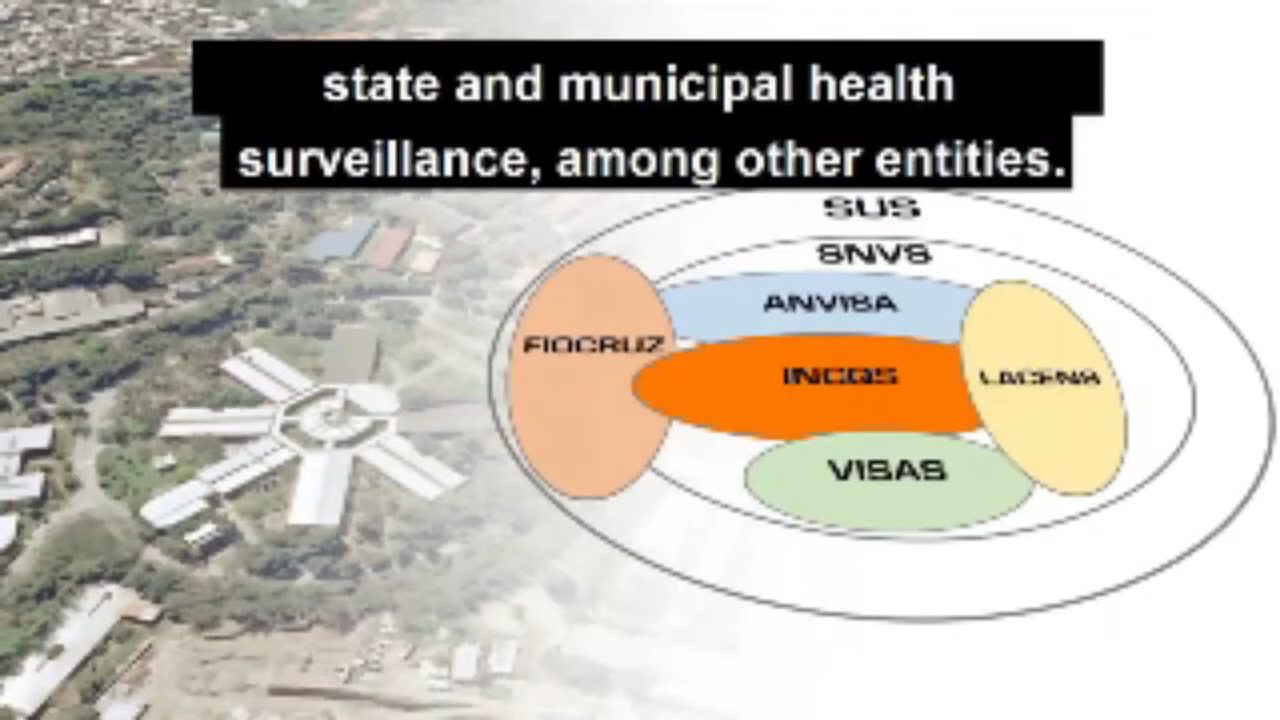 state and municipal health
surveillance, among other entities.
SUS
SNVS
ANVISA
FIOCRUZ
INCQS
LACENS
VISAS